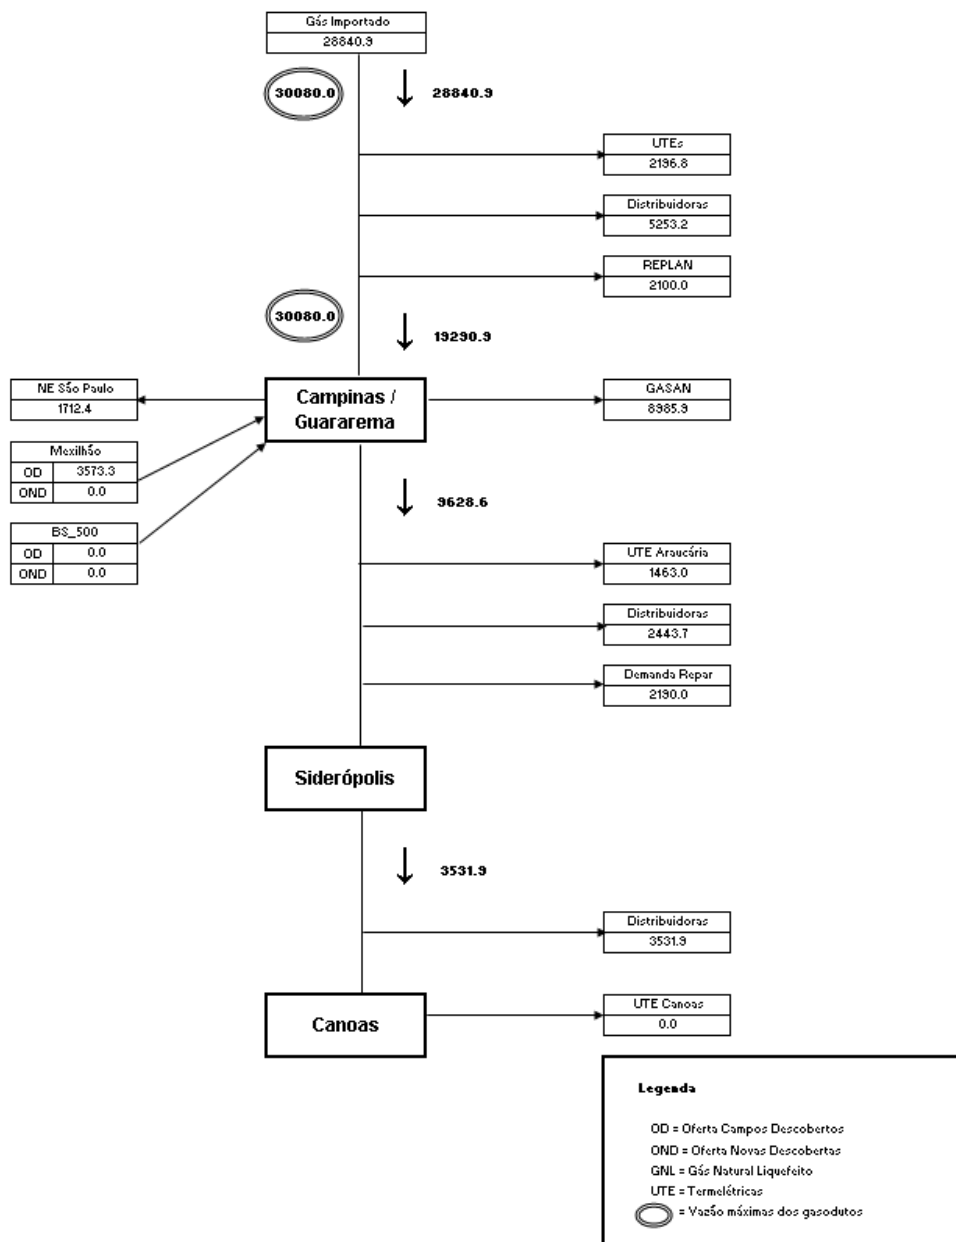 Gás Importado
28840.9
30080.0
28840.9
UTEs
2196.8
Distribuidoras
5253.2
REPLAN
2100.0
30080.0
19290.9
NE São Paulo
1712.4
Campinas /
Guararema
GASAN
8985.9
Mexilhão
OD 3573.3
OND 0.0
9628.6
BS_500
OD 0.0
OND 0.0
UTE Araucária
1463.0
Distribuidoras
2443.7
Demanda Repar
2190.0
Siderópolis
3531.9
Distribuidoras
3531.9
Canoas
UTE Canoas
0.0
Legenda
OD = Oferta Campos Descobertos
OND = Oferta Novas Descobertas
GNL = Gás Natural Liquefeito
UTE = Termelétricas
= Vazão máximas dos gasodutos